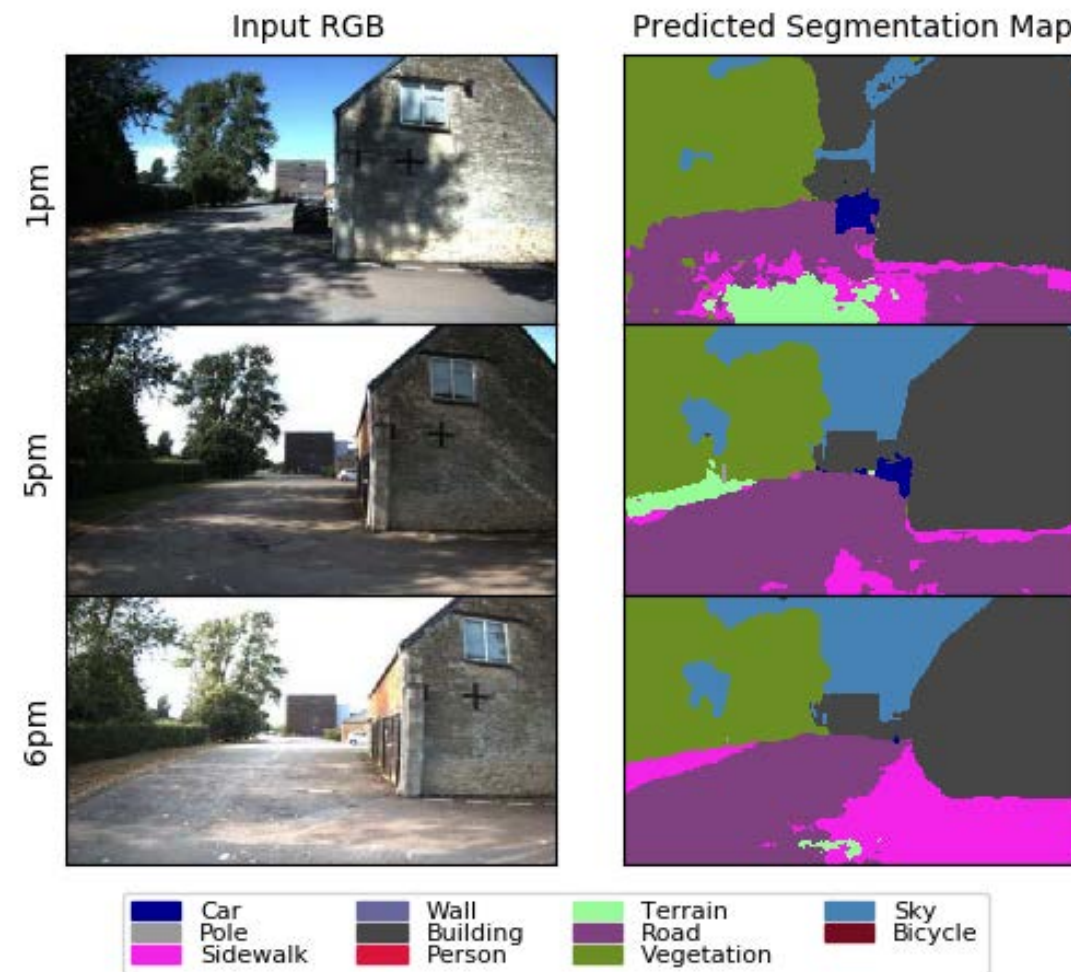 Input RGB
Predicted Segmentation Map
1pm
5pm
6pm
Car Wall Terrain Sky
Pole Building Road Bicycle
Sidewalk Person Vegetation